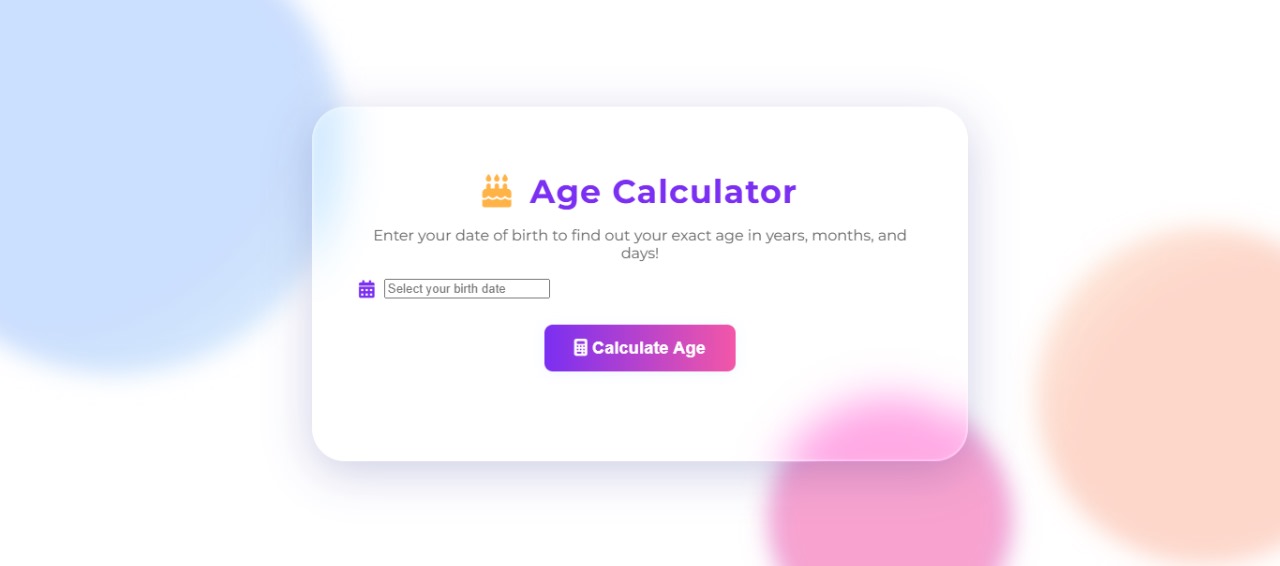 Age Calculator
Enter your date of birth to find out your exact age in years, months, and
days!
Select your birth date
Calculate Age